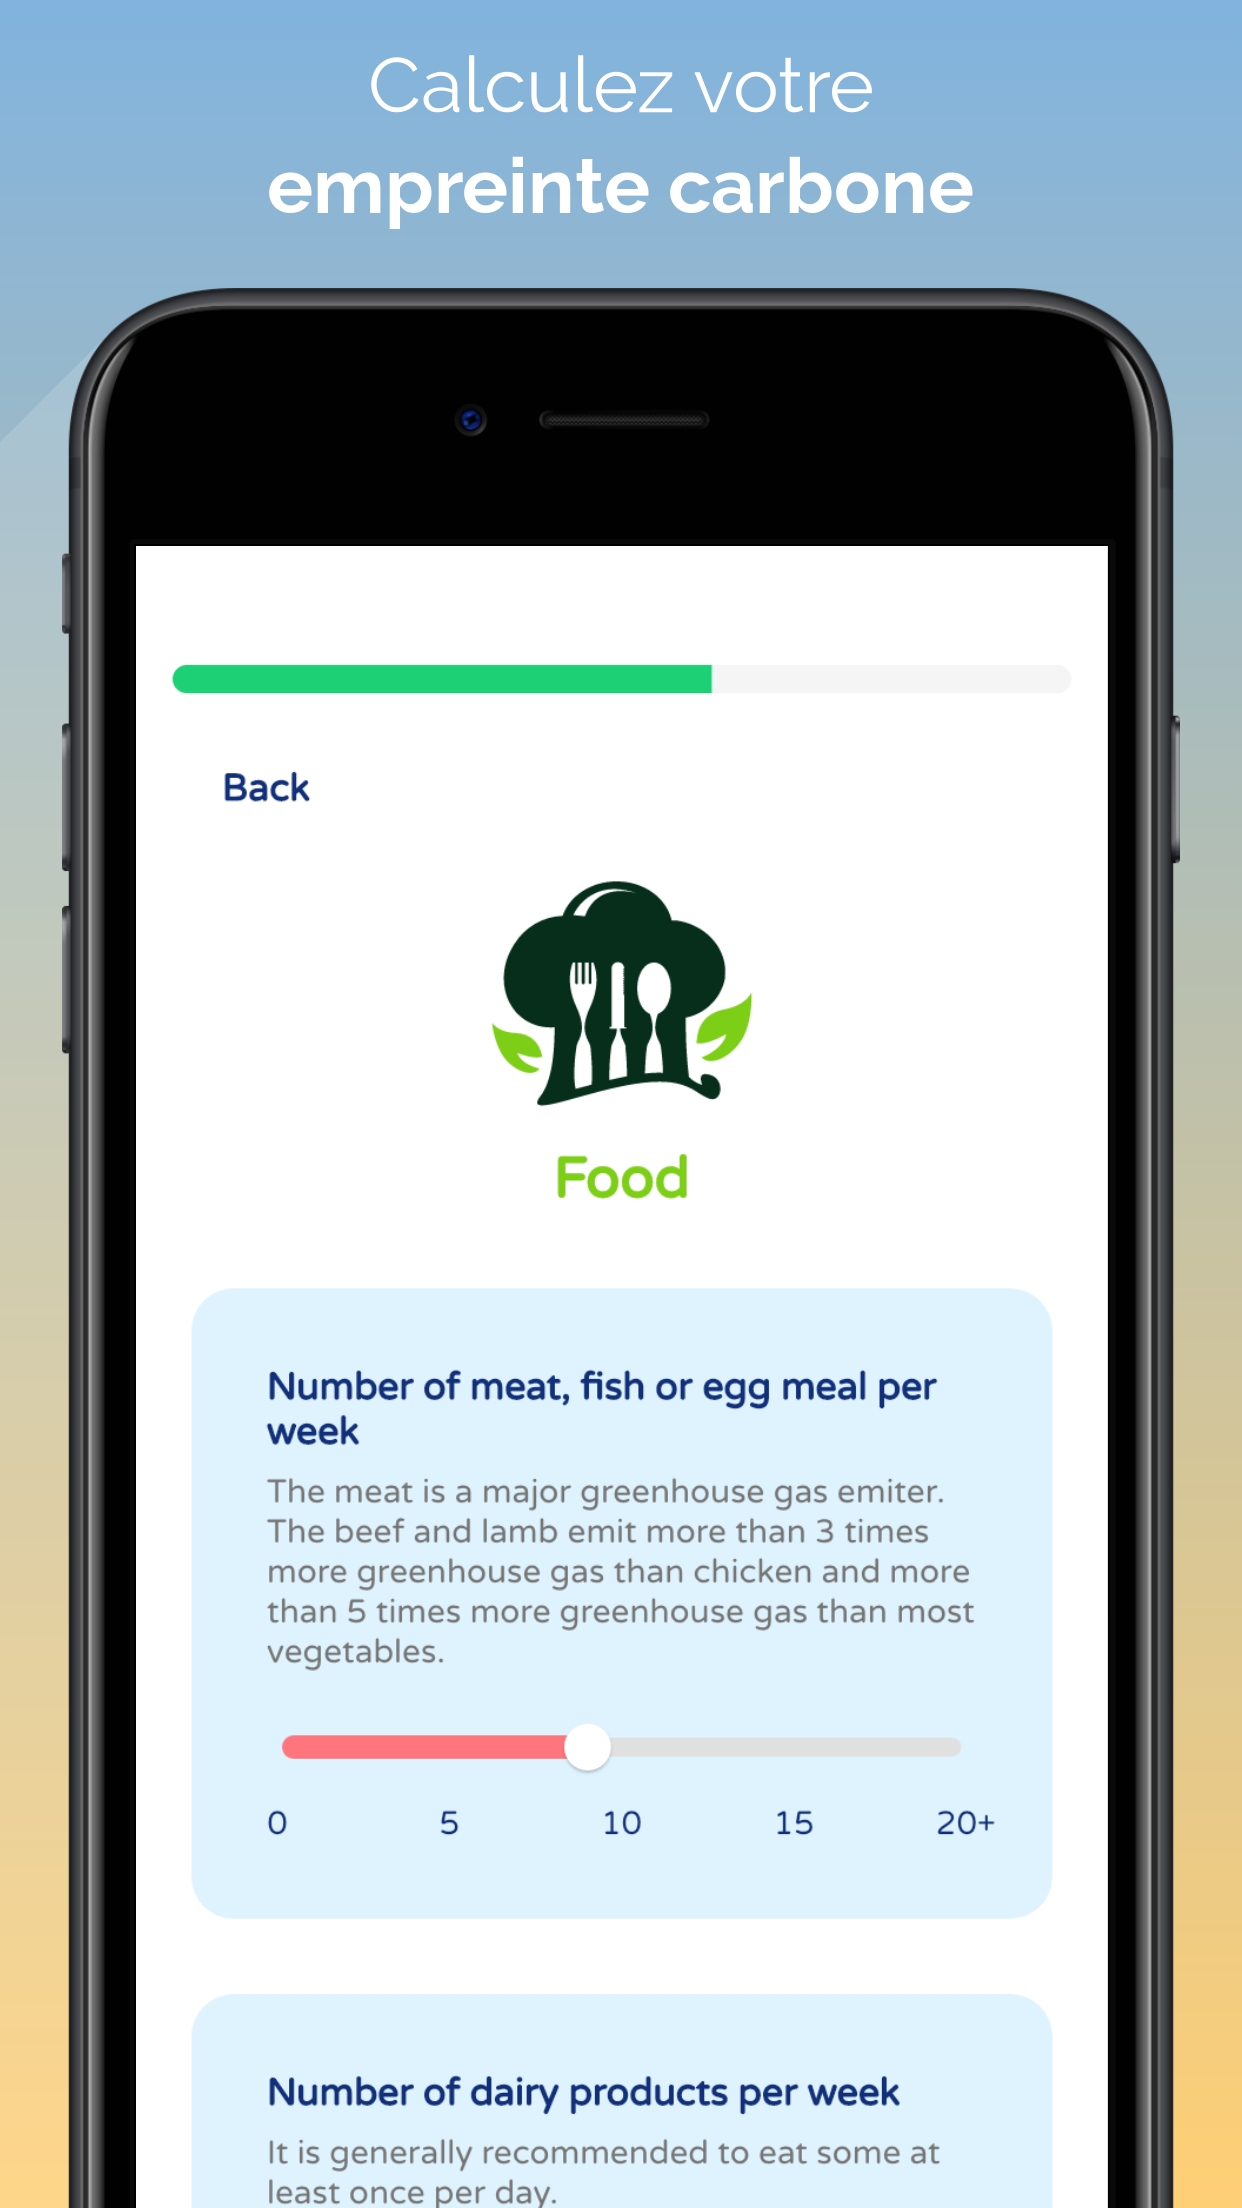 Calculez votre
empreinte carbone
Back
Food
Number of meat, fish or egg meal per
week
The meat is a major greenhouse gas emiter.
The beef and lamb emit more than 3 times
more greenhouse gas than chicken and more
than 5 times more greenhouse gas than most
vegetables.
0 5 10 15 20+
Number of dairy products per week
It is generally recommended to eat some at
least once per day.